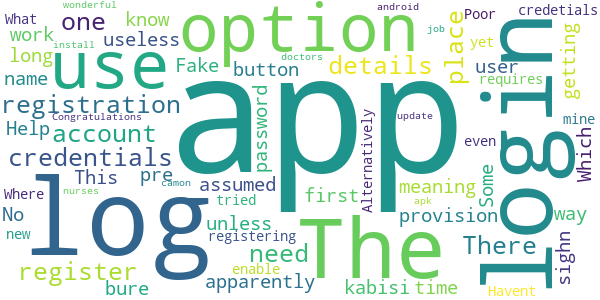 wonderful
android
What
one
know
option
place
Poor
credetials
work
useless
job
long
use
Fake
button
doctors
details
user
yet
getting
login
install
name
app
requires
registration
password
Congratulations
Alternatively
update
mine
Help
account
even
Which
credentials
This
pre
assumed
first
meaning
Some
Where
nurses
camon
tried
apk
No
log
The
unless
provision
way
new
registering
There
sighn
need
register
enable
apparently
bure
kabisi
time
Havent